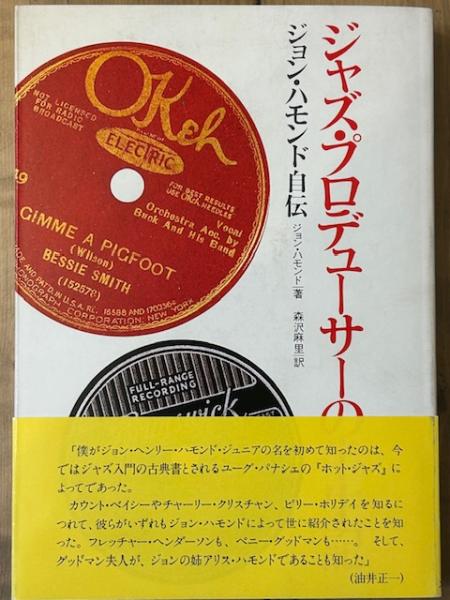 ジャズ・プロデューサーの
ジョン・ハモンド自伝
ジョン・ハモンド 著 森沢麻里 訳
NOT LICENSED
FOR RADIO
BROADCAST
OKeh
ELECTRIC
FOR BEST RESULTS
USE OKEH NEEDLES
Vocal
Orchestra Acc. by
Buck And His Band
GIMME A PIGFOOT
(Wilson)
BESSIE SMITH
(152578)
MADE AND PAT'D IN U.S.A. RE 16588 AND 1702364
PHONOGRAPH CORPORATION: NEW YORK
FULL-RANGE
RECORDING
「僕がジョン・ヘンリー・ハモンド・ジュニアの名を初めて知ったのは、今
ではジャズ入門の古典書とされるユーグ・パナシェの『ホット・ジャズ』に
よってであった。
カウント・ベイシーやチャーリー・クリスチャン、ビリー・ホリデイを知るに
つれて、彼らがいずれもジョン・ハモンドによって世に紹介されたことを知
った。フレッチャー・ヘンダーソンも、ベニー・グッドマンも……。そして、
グッドマン夫人が、ジョンの姉アリス・ハモンドであることも知った」
(油井正一)